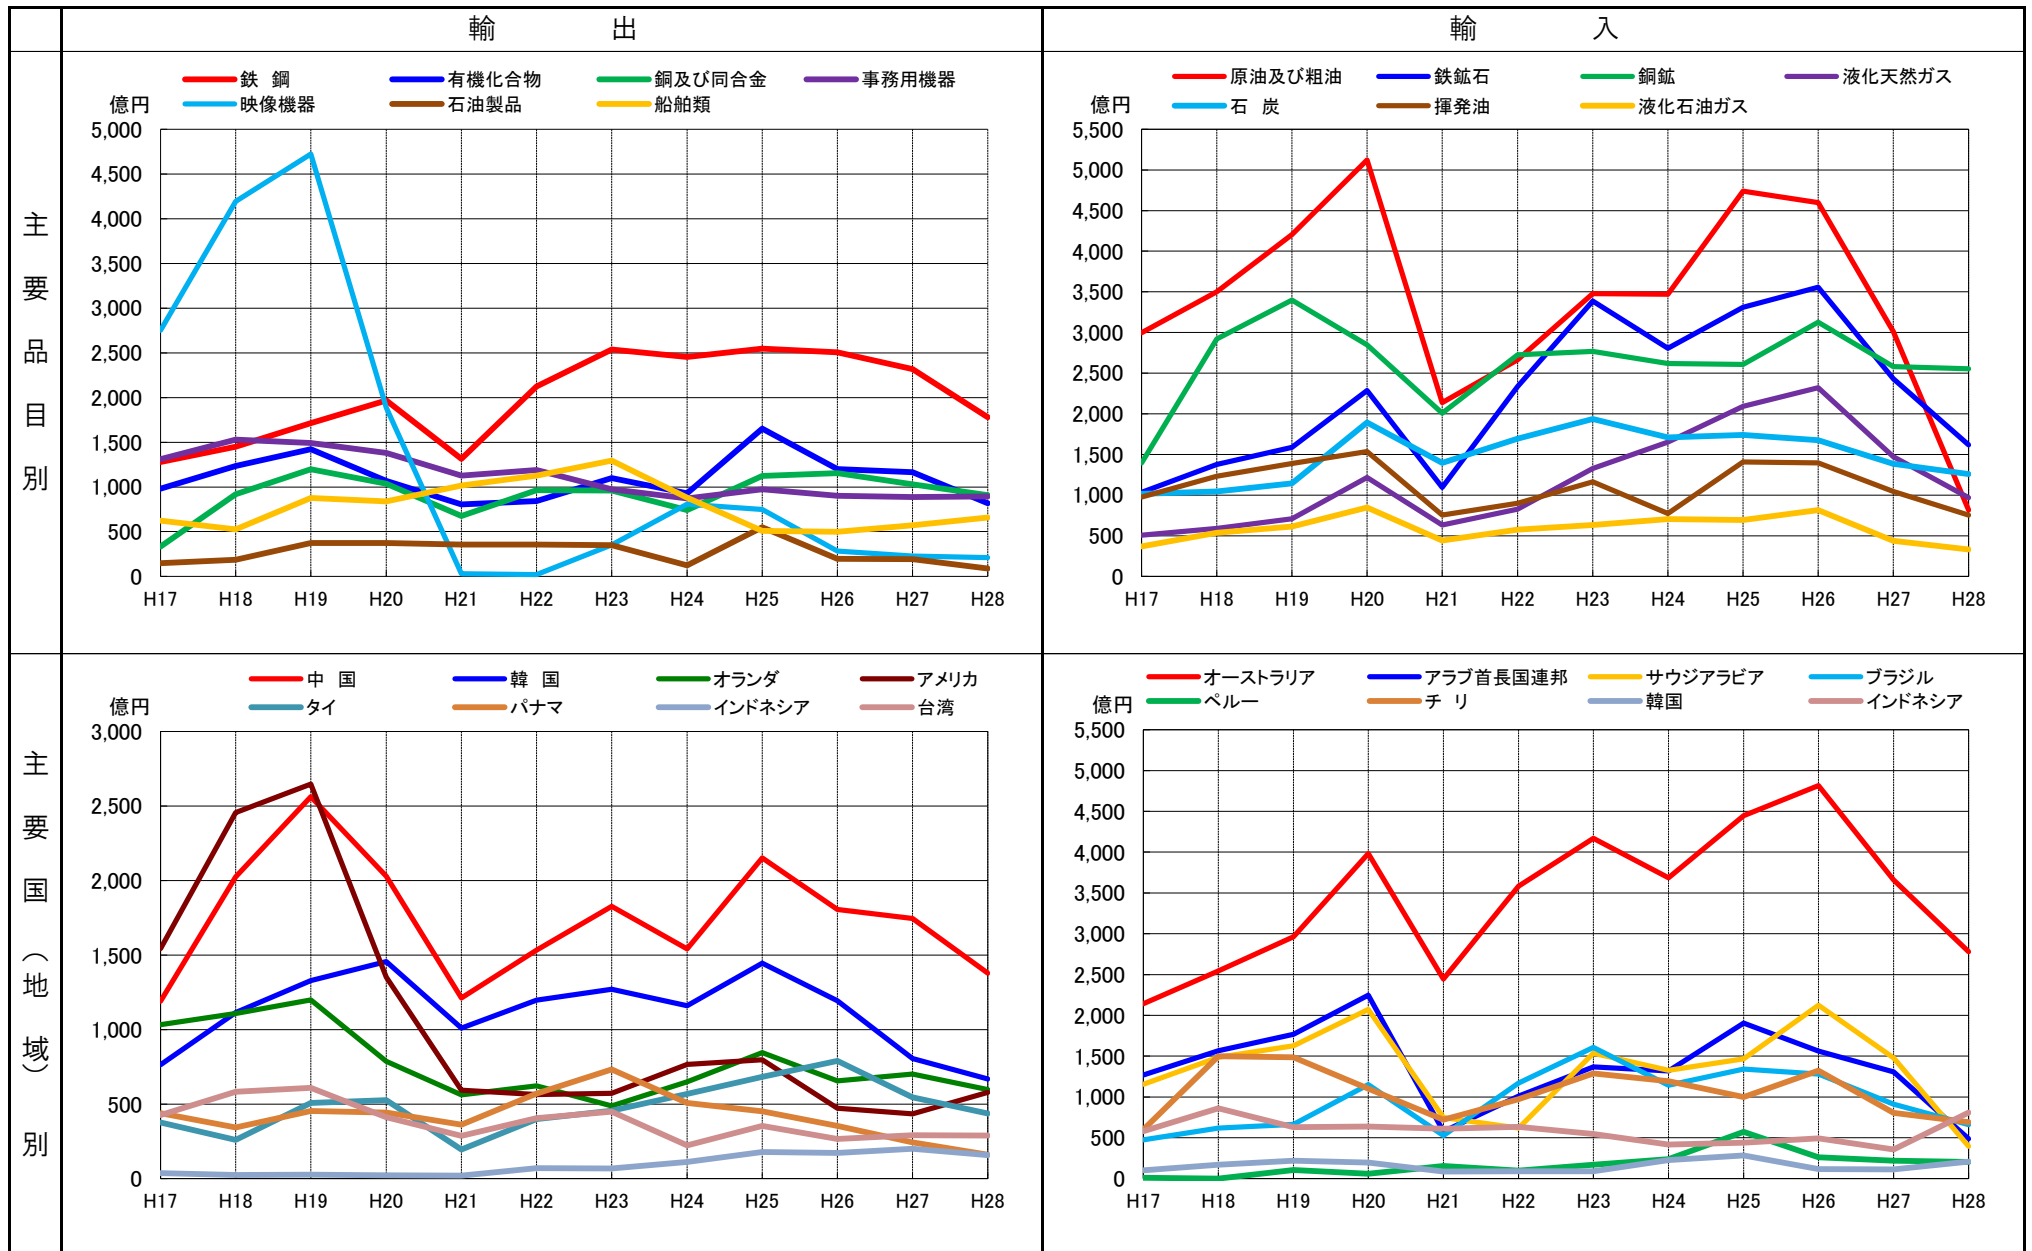 輸 出
輸 入
主要品目別
鉄 鋼 有機化合物 銅及び同合金 事務用機器
映像機器 石油製品 船舶類
億円
5,000
4,500
4,000
3,500
3,000
2,500
2,000
1,500
1,000
500
0
H17 H18 H19 H20 H21 H22 H23 H24 H25 H26 H27 H28
原油及び粗油 鉄鉱石 銅鉱 液化天然ガス
石 炭 揮発油 液化石油ガス
億円
5,500
5,000
4,500
4,000
3,500
3,000
2,500
2,000
1,500
1,000
500
0
H17 H18 H19 H20 H21 H22 H23 H24 H25 H26 H27 H28
主要国（地域）別
中 国 韓 国 オランダ アメリカ
タイ パナマ インドネシア 台湾
億円
3,000
2,500
2,000
1,500
1,000
500
0
H17 H18 H19 H20 H21 H22 H23 H24 H25 H26 H27 H28
オーストラリア アラブ首長国連邦 サウジアラビア ブラジル
ペルー チ リ 韓国 インドネシア
億円
5,500
5,000
4,500
4,000
3,500
3,000
2,500
2,000
1,500
1,000
500
0
H17 H18 H19 H20 H21 H22 H23 H24 H25 H26 H27 H28